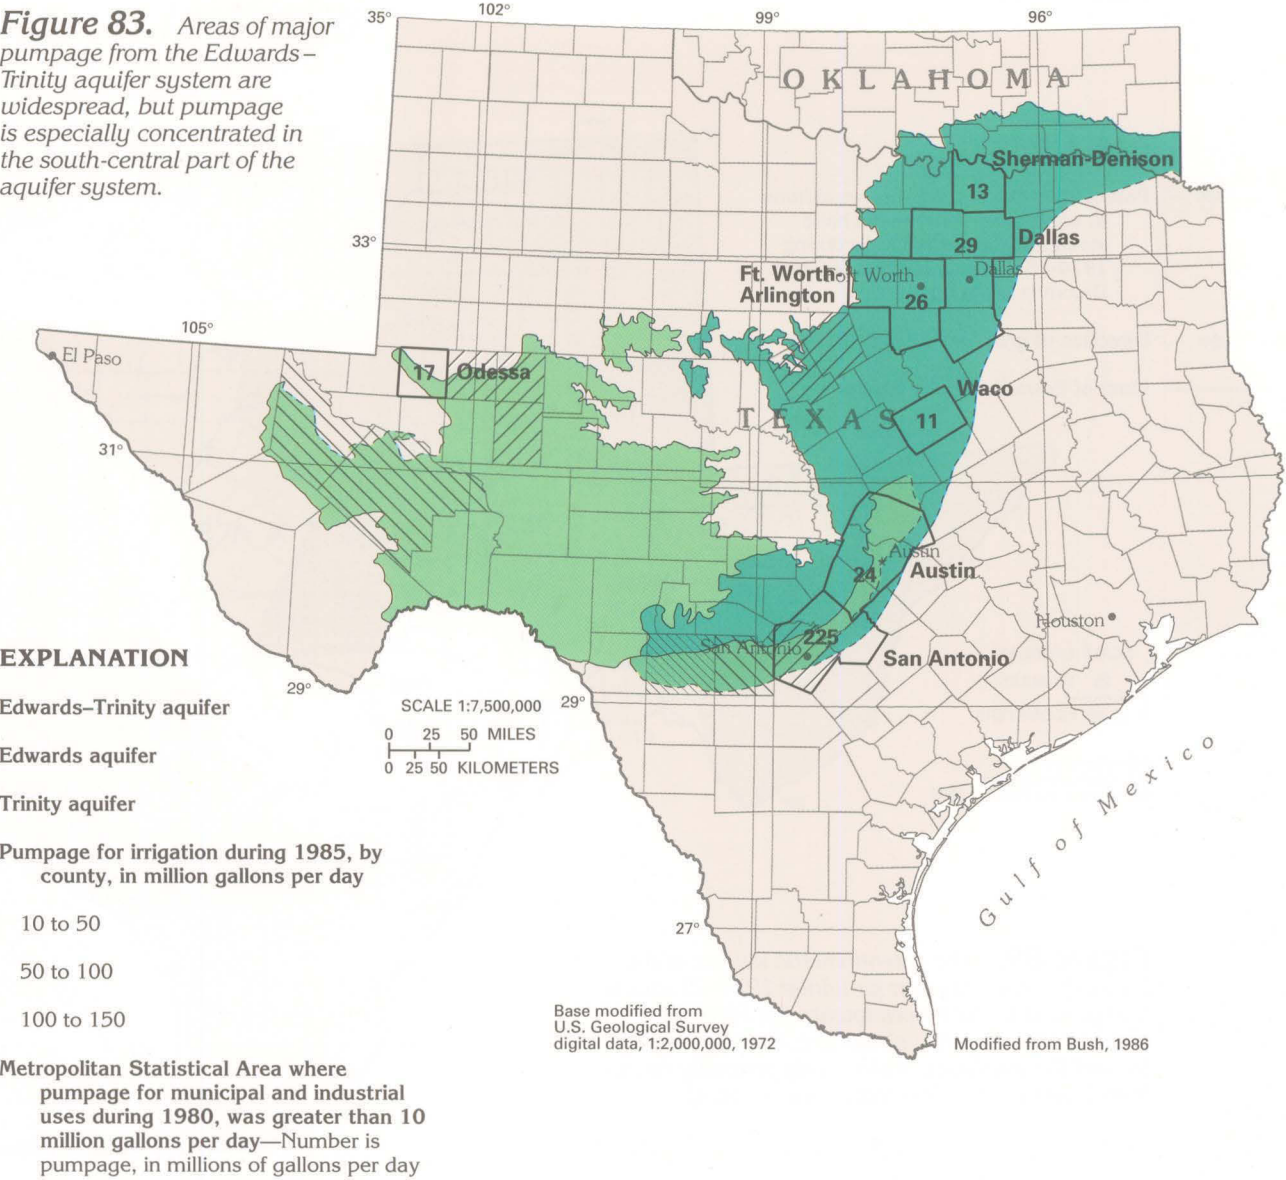 Figure 83. Areas of major
pumpage from the Edwards–
Trinity aquifer system are
widespread, but pumpage
is especially concentrated in
the south-central part of the
aquifer system.
35°
102°
99°
96°
OKLAHOMA
Sherman-Denison
13
33°
29
Dallas
Ft. Worth-
Arlington
Fort Worth
Dallas
26
105°
El Paso
17
Odessa
Waco
TEXAS
11
31°
Austin
24
Austin
Houston
225
San Antonio
San Antonio
29°
29°
EXPLANATION
Edwards–Trinity aquifer
Edwards aquifer
Trinity aquifer
Pumpage for irrigation during 1985, by
county, in million gallons per day
10 to 50
50 to 100
100 to 150
Metropolitan Statistical Area where
pumpage for municipal and industrial
uses during 1980, was greater than 10
million gallons per day—Number is
pumpage, in millions of gallons per day
SCALE 1:7,500,000
0 25 50 MILES
0 25 50 KILOMETERS
Gulf of Mexico
27°
Base modified from
U.S. Geological Survey
digital data, 1:2,000,000, 1972
Modified from Bush, 1986